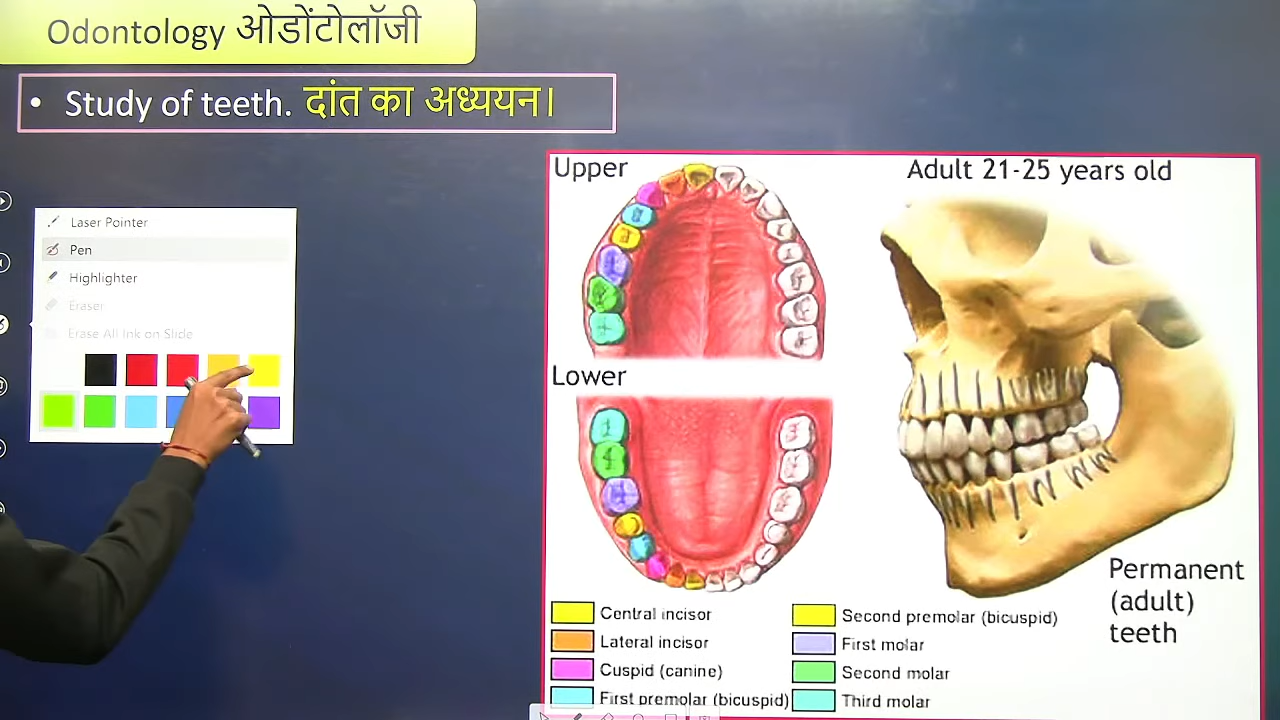 Odontology ओडोंटोलॉजी
• Study of teeth. दांत का अध्ययन।
Laser Pointer
Pen
Highlighter
Eraser
Erase All Ink on Slide
Upper
Adult 21-25 years old
Lower
Permanent
(adult)
teeth
Central incisor
Lateral incisor
Cuspid (canine)
First premolar (bicuspid)
Second premolar (bicuspid)
First molar
Second molar
Third molar